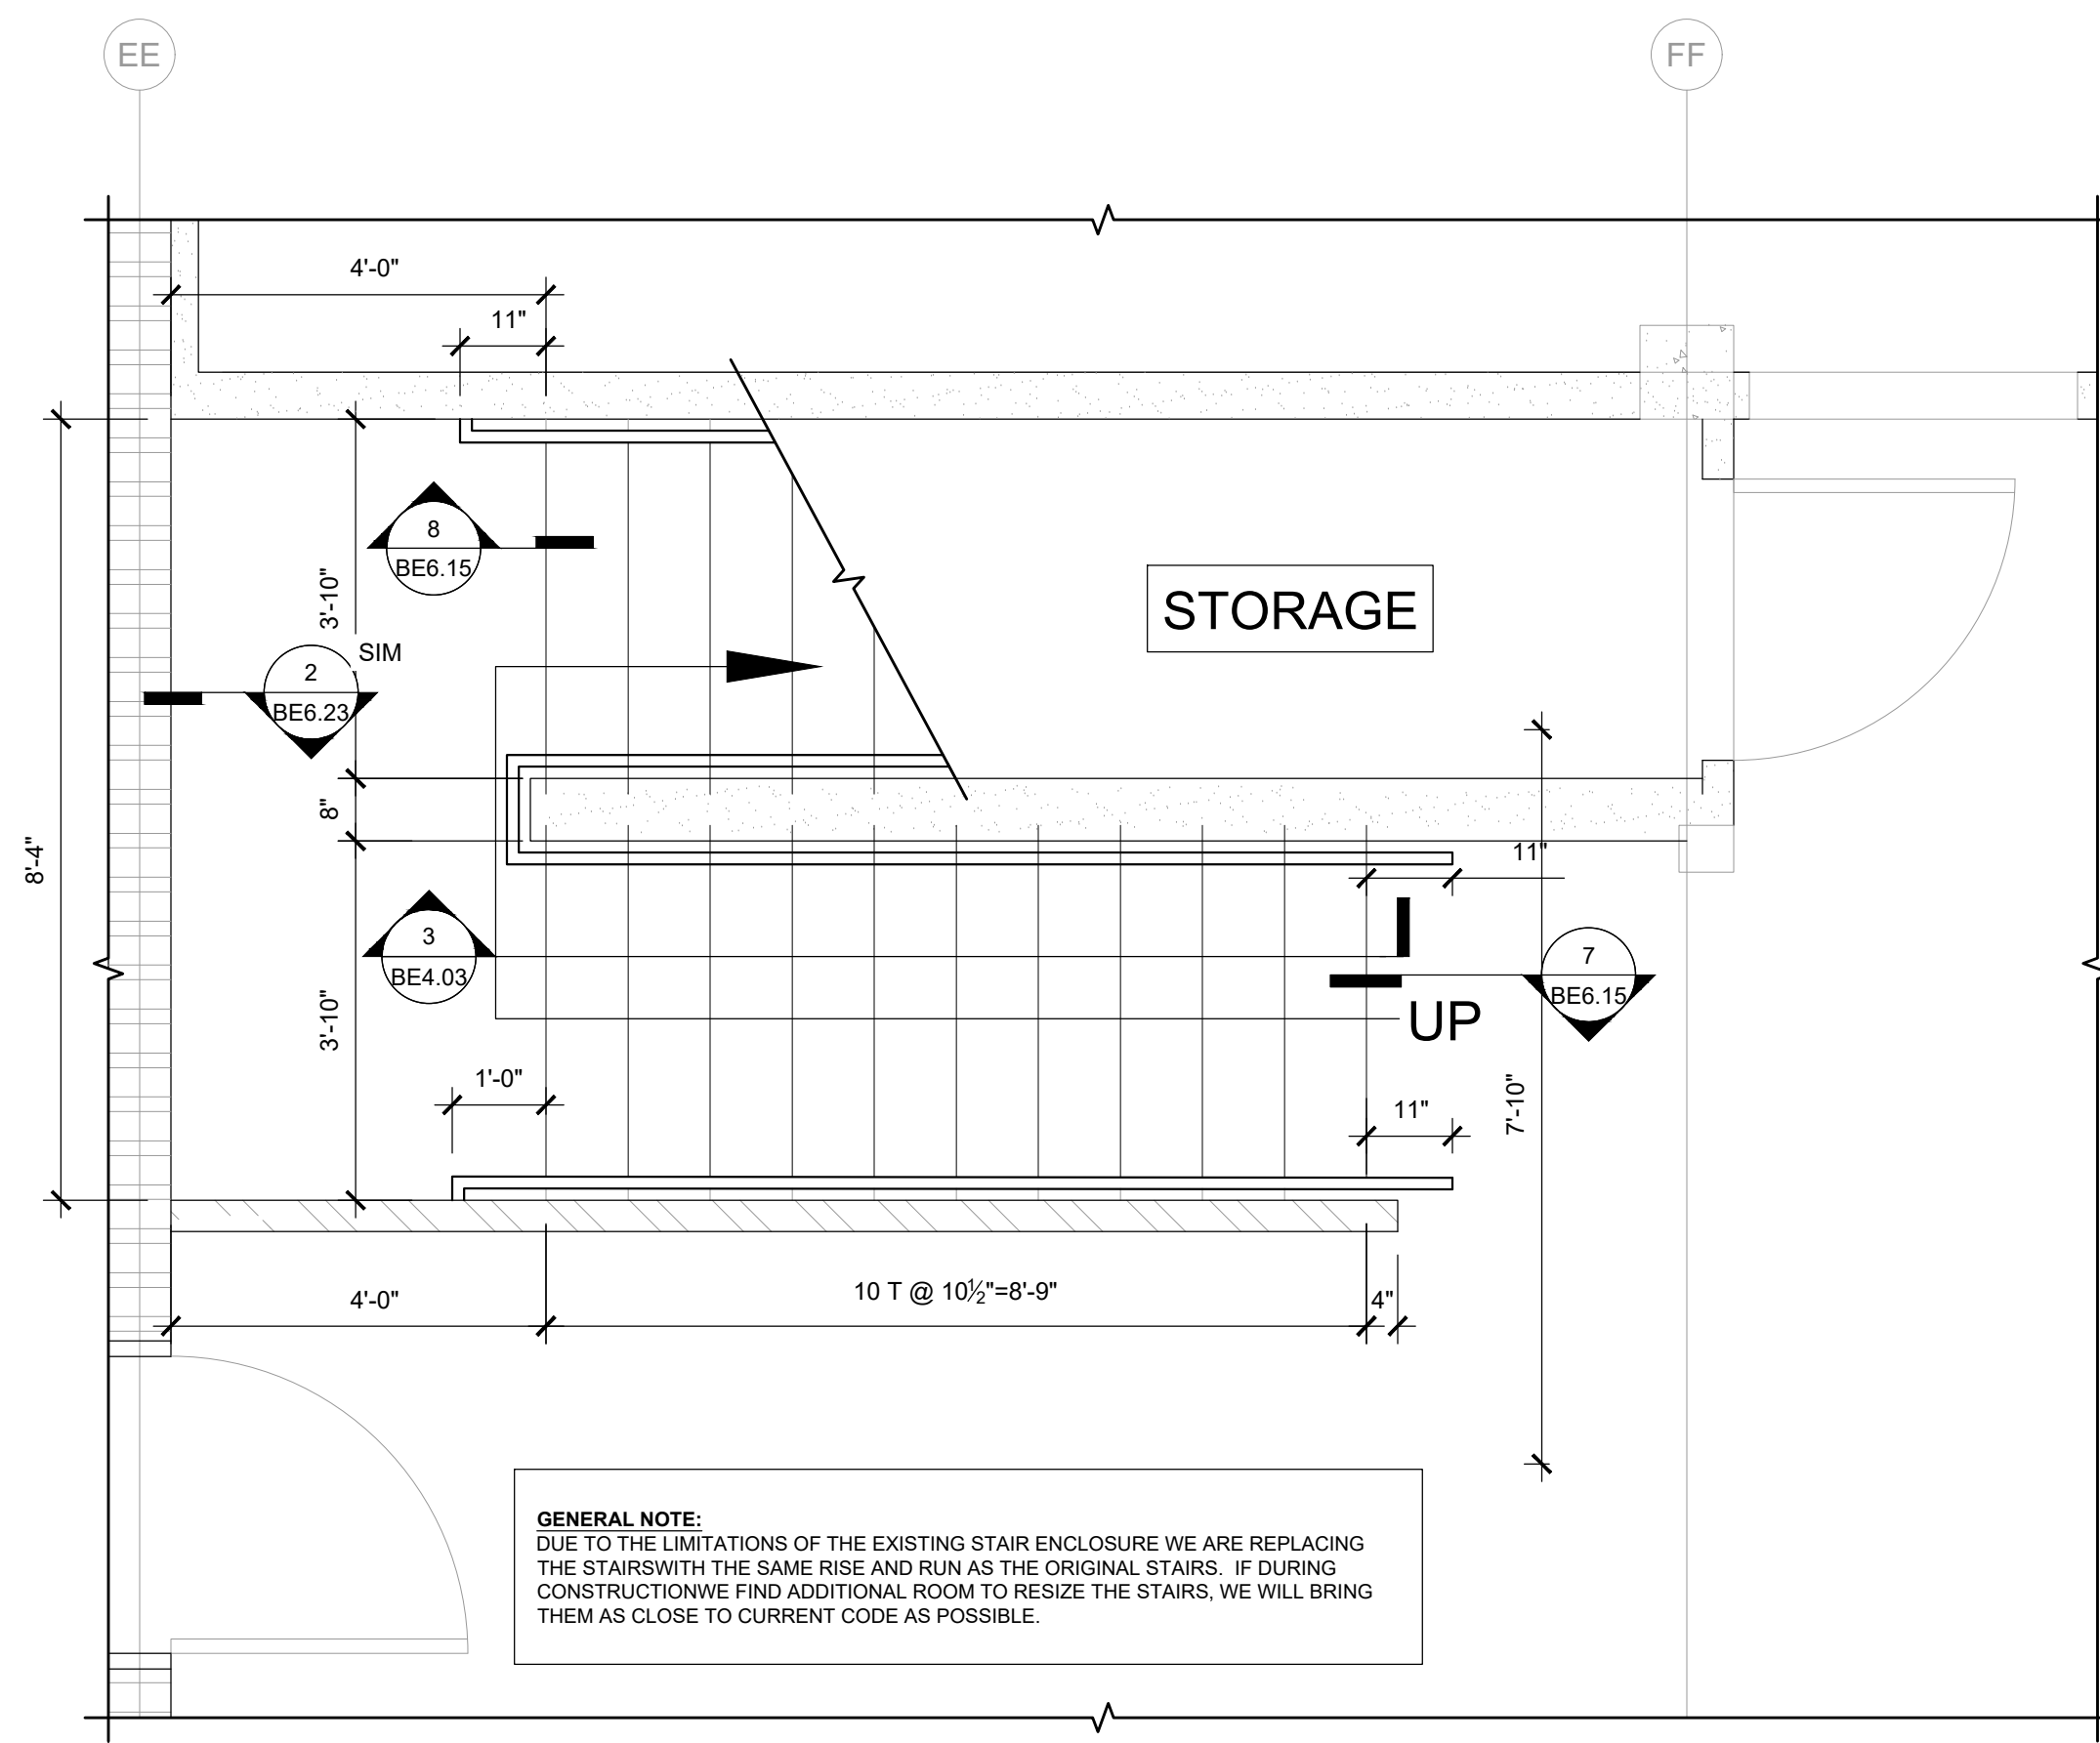 EE
FF
4'-0"
11"
8
BE6.15
3'-10"
SIM
2
BE6.23
STORAGE
8"
8'-4"
11"
3
BE4.03
7
BE6.15
UP
3'-10"
1'-0"
11"
7'-10"
4'-0"
10 T @ 10½"=8'-9"
4"
GENERAL NOTE:
DUE TO THE LIMITATIONS OF THE EXISTING STAIR ENCLOSURE WE ARE REPLACING
THE STAIRSWITH THE SAME RISE AND RUN AS THE ORIGINAL STAIRS. IF DURING
CONSTRUCTIONWE FIND ADDITIONAL ROOM TO RESIZE THE STAIRS, WE WILL BRING
THEM AS CLOSE TO CURRENT CODE AS POSSIBLE.